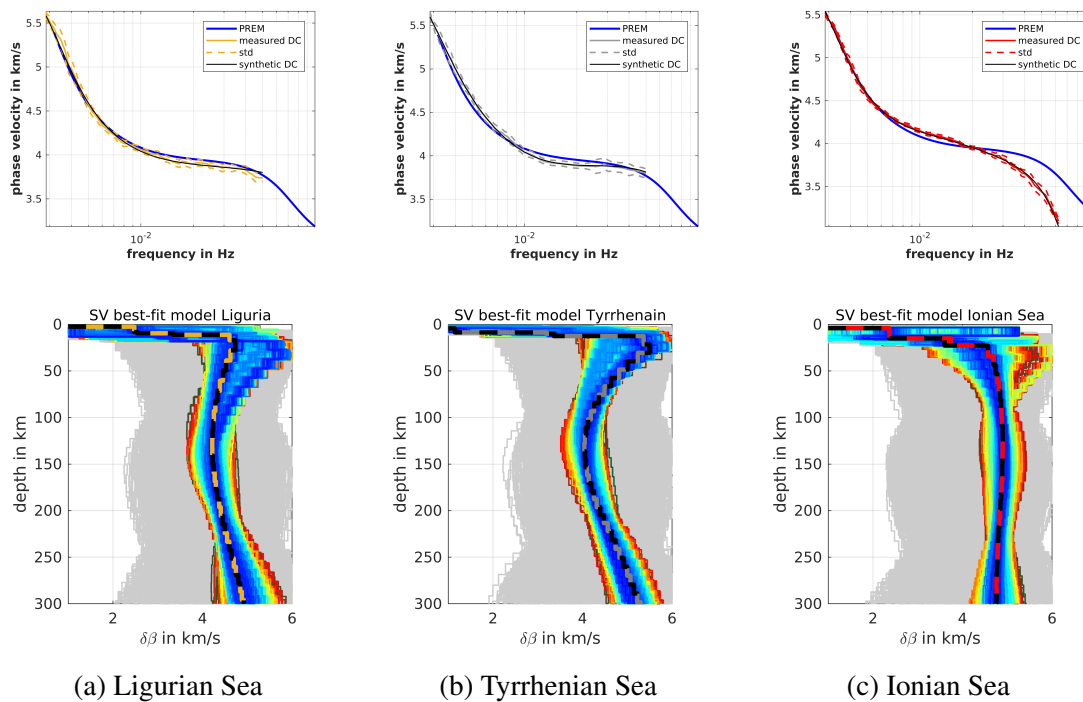 5.5
5
4.5
4
3.5
phase velocity in km/s
10-2
frequency in Hz
PREM
measured DC
std
synthetic DC
5.5
5
4.5
4
3.5
phase velocity in km/s
10-2
frequency in Hz
PREM
measured DC
std
synthetic DC
5.5
5
4.5
4
3.5
phase velocity in km/s
10-2
frequency in Hz
PREM
measured DC
std
synthetic DC
SV best-fit model Liguria
0
50
100
150
200
250
300
depth in km
2 4 6
δβ in km/s
SV best-fit model Tyrrhenain
0
50
100
150
200
250
300
depth in km
2 4 6
δβ in km/s
SV best-fit model Ionian Sea
0
50
100
150
200
250
300
depth in km
2 4 6
δβ in km/s
(a) Ligurian Sea
(b) Tyrrhenian Sea
(c) Ionian Sea